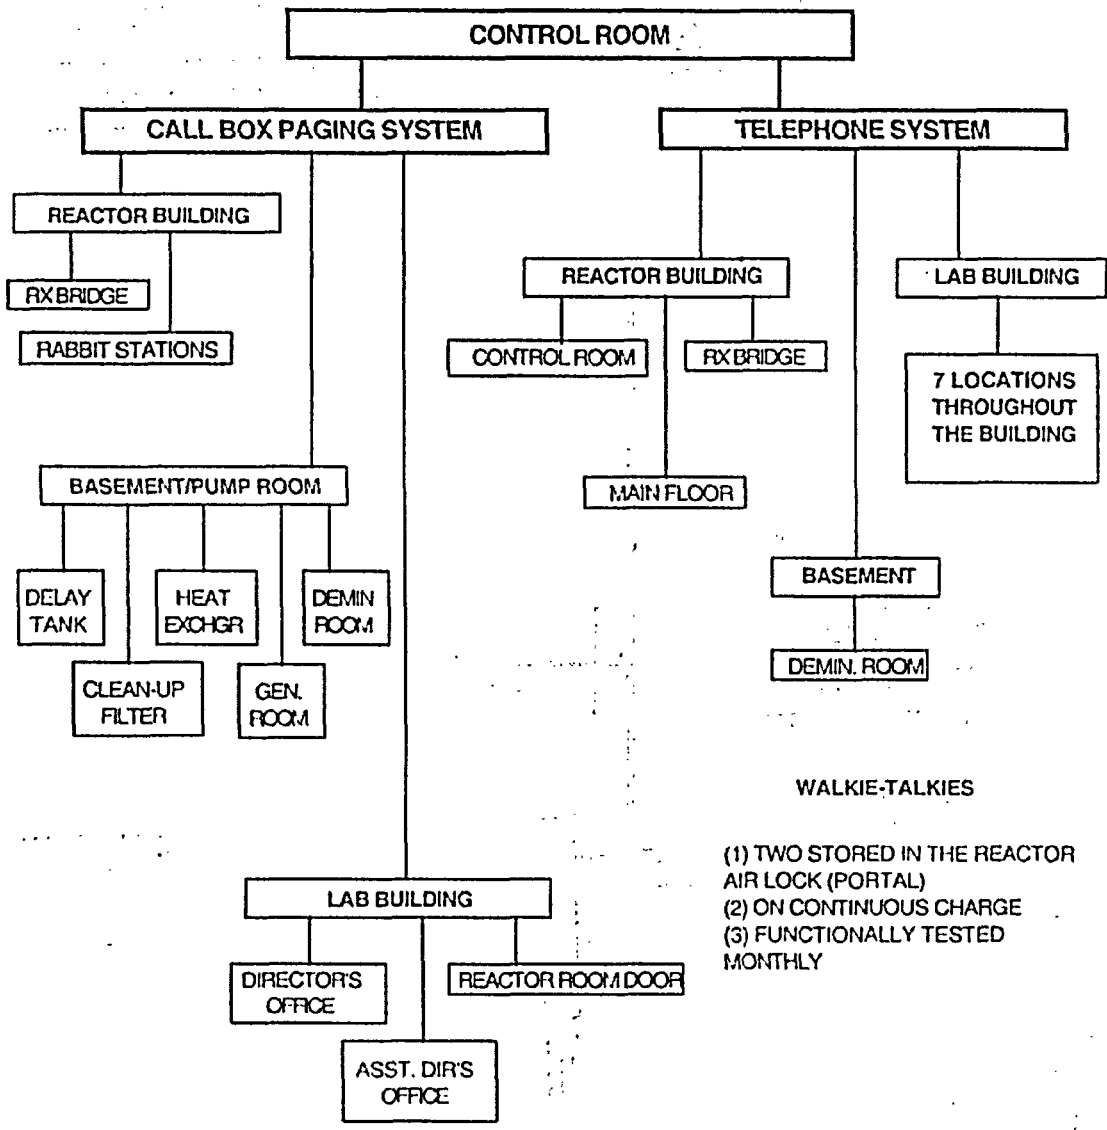 CONTROL ROOM
CALL BOX PAGING SYSTEM
TELEPHONE SYSTEM
REACTOR BUILDING
RX BRIDGE
RABBIT STATIONS
REACTOR BUILDING
LAB BUILDING
CONTROL ROOM
RX BRIDGE
7 LOCATIONS
THROUGHOUT
THE BUILDING
MAIN FLOOR
BASEMENT/PUMP ROOM
DELAY
TANK
HEAT
EXCHGR
DEMIN
ROOM
CLEAN-UP
FILTER
GEN.
ROOM
BASEMENT
DEMIN. ROOM
WALKIE-TALKIES
(1) TWO STORED IN THE REACTOR
AIR LOCK (PORTAL)
(2) ON CONTINUOUS CHARGE
(3) FUNCTIONALLY TESTED
MONTHLY
LAB BUILDING
DIRECTOR'S
OFFICE
REACTOR ROOM DOOR
ASST. DIR'S
OFFICE